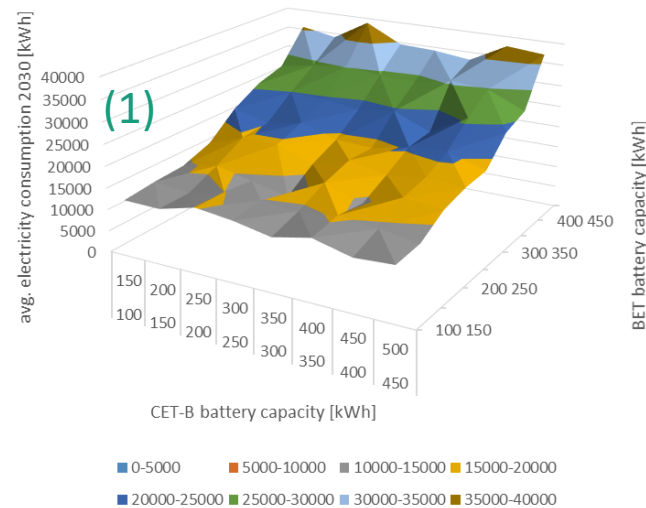 avg. electricity consumption 2030 [kWh]
40000
35000
30000
25000
20000
15000
10000
5000
0
(1)
150 200 250 300 350 400 450 500
100 150 200 250 300 350 400 450
CET-B battery capacity [kWh]
100 150
200 250
300 350
400 450
BET battery capacity [kWh]
0-5000 5000-10000 10000-15000 15000-20000
20000-25000 25000-30000 30000-35000 35000-40000